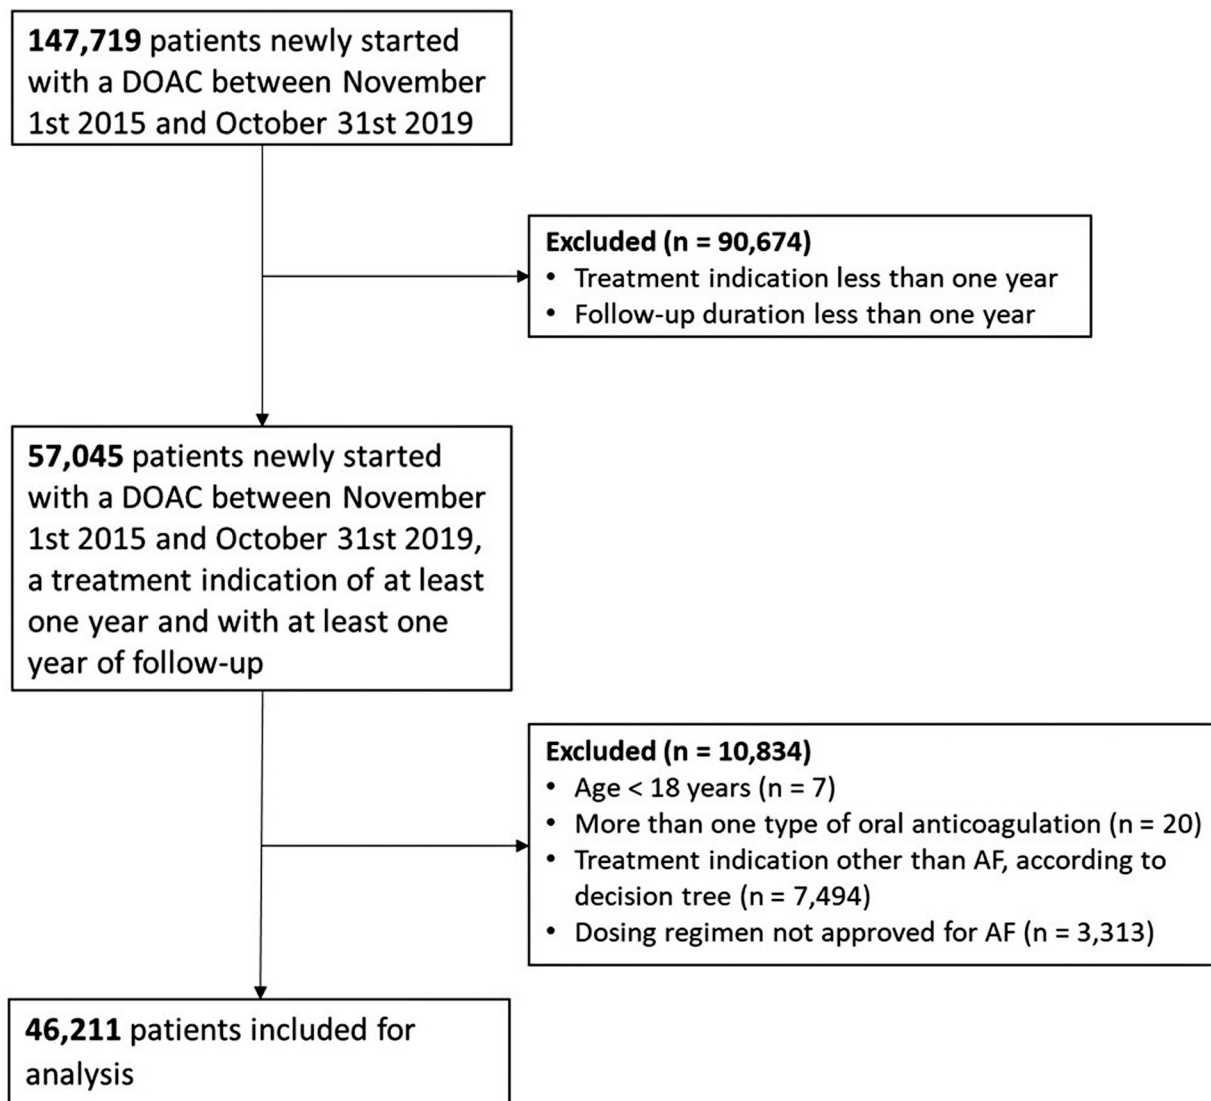 147,719 patients newly started
with a DOAC between November
1st 2015 and October 31st 2019
Excluded (n = 90,674)
• Treatment indication less than one year
• Follow-up duration less than one year
57,045 patients newly started
with a DOAC between November
1st 2015 and October 31st 2019,
a treatment indication of at least
one year and with at least one
year of follow-up
Excluded (n = 10,834)
• Age < 18 years (n = 7)
• More than one type of oral anticoagulation (n = 20)
• Treatment indication other than AF, according to
decision tree (n = 7,494)
• Dosing regimen not approved for AF (n = 3,313)
46,211 patients included for
analysis